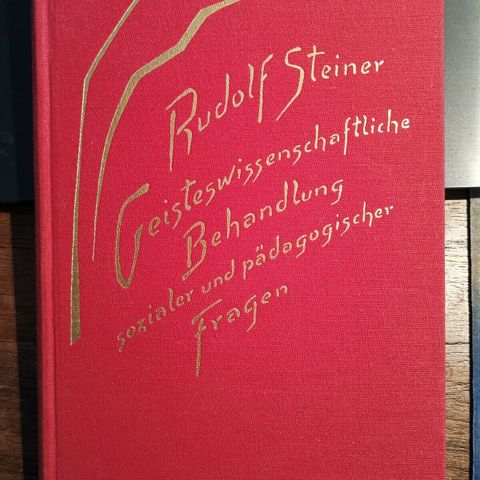 Rudolf Steiner
Geisteswissenschaftliche
Behandlung
sozialer und pädagogischer
Fragen